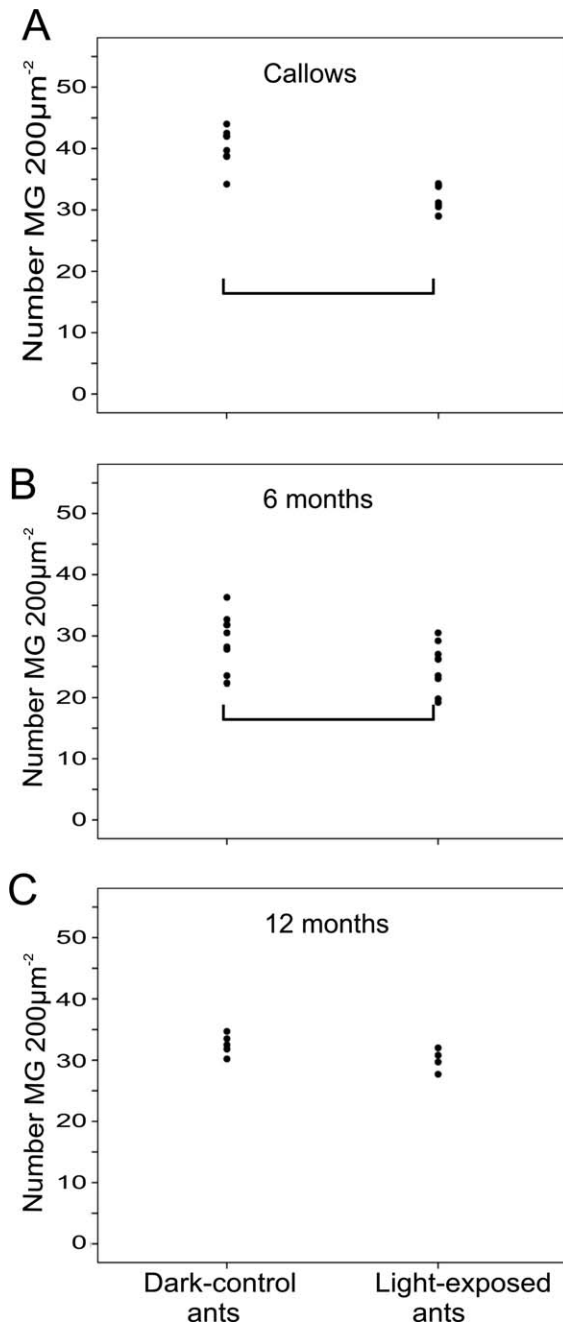 A
Callows
Number MG 200µm⁻²
50
40
30
20
10
0
B
6 months
Number MG 200µm⁻²
50
40
30
20
10
0
C
12 months
Number MG 200µm⁻²
50
40
30
20
10
0
Dark-control Light-exposed
ants ants